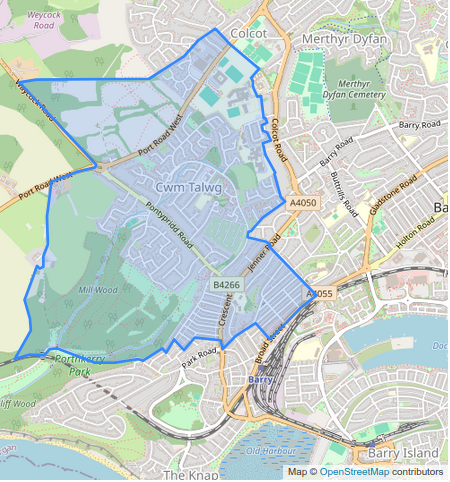 Weycock
Road
Colcot
Merthyr Dyfan
Weycock Road
Merthyr
Dyfan Cemetery
Port Road West
Colcot Road
Barry Road
Barry Road
Port Road West
Cwm Talwg
Buttrills Road
Gladstone Road
A4050
Ba
Pontypridd Road
Holton Road
Jenner Road
Mill Wood
B4266
A4055
Crescent
Broad Street
Porthkerry
Park
Park Road
Doc
Barry
Cliff Wood
Old Harbour
Barry Island
The Knap
Map © OpenStreetMap contributors